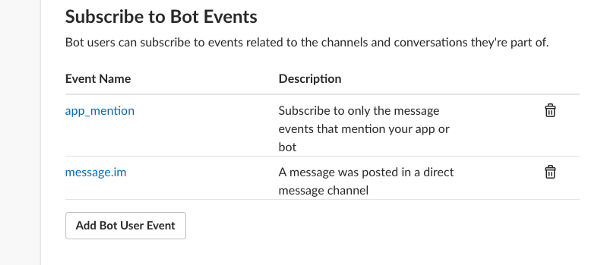 Subscribe to Bot Events
Bot users can subscribe to events related to the channels and conversations they're part of.
Event Name Description
app_mention Subscribe to only the message
events that mention your app or
bot
message.im A message was posted in a direct
message channel
Add Bot User Event